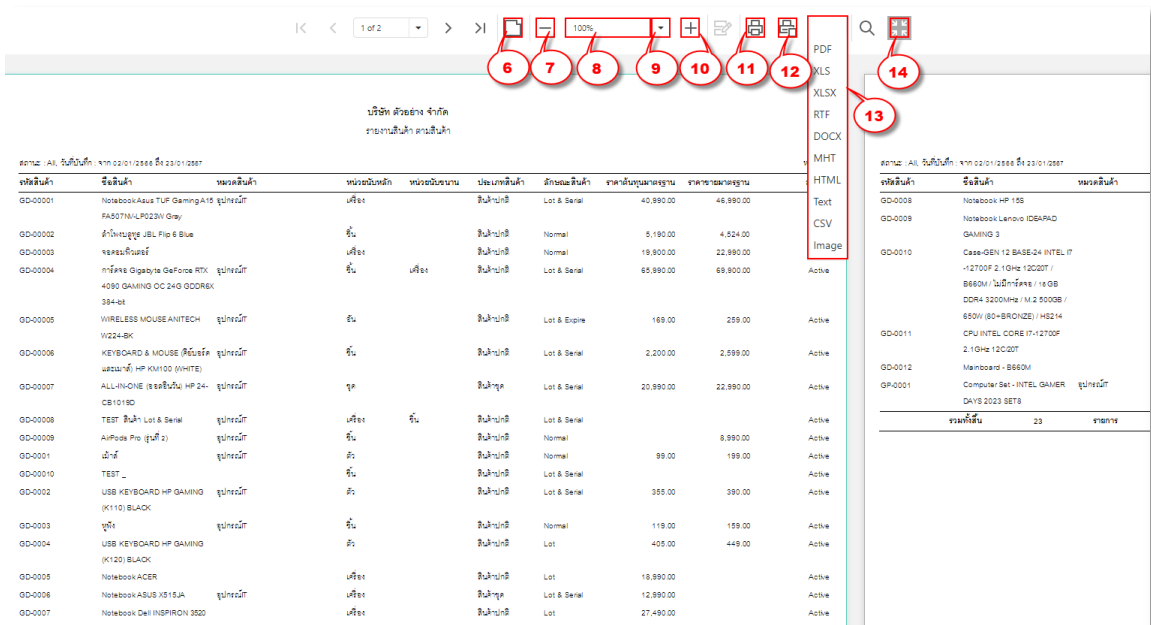 1 of 2 100%
6 7 8 9 10 11 12 13 14
PDF
XLS
XLSX
RTF
DOCX
MHT
HTML
Text
CSV
Image
บริษัท ตัวอย่าง จำกัด
รายงานสินค้า ตามสินค้า
สถานะ : All, วันที่บันทึก : จาก 02/01/2566 ถึง 23/01/2567
รหัสสินค้า ชื่อสินค้า หมวดสินค้า หน่วยนับหลัก หน่วยนับขนาน ประเภทสินค้า ลักษณะสินค้า ราคาต้นทุนมาตรฐาน ราคาขายมาตรฐาน
GD-00001 Notebook Asus TUF Gaming A15 อุปกรณ์IT เครื่อง สินค้าปกติ Lot & Serial 40,990.00 46,990.00
FA507NV-LP023W Gray
GD-00002 ลำโพงบลูทูธ JBL Flip 6 Blue ชิ้น สินค้าปกติ Normal 5,190.00 4,524.00
GD-00003 จอคอมพิวเตอร์ เครื่อง สินค้าปกติ Normal 19,900.00 22,990.00
GD-00004 การ์ดจอ Gigabyte GeForce RTX อุปกรณ์IT ชิ้น เครื่อง สินค้าปกติ Lot & Serial 65,990.00 69,900.00 Active
4090 GAMING OC 24G GDDR6X
384-bit
GD-00005 WIRELESS MOUSE ANITECH อุปกรณ์IT อัน สินค้าปกติ Lot & Expire 169.00 259.00 Active
W224-BK
GD-00006 KEYBOARD & MOUSE (คีย์บอร์ด อุปกรณ์IT ชิ้น สินค้าปกติ Lot & Serial 2,200.00 2,599.00 Active
และเมาส์) HP KM100 (WHITE)
GD-00007 ALL-IN-ONE (ออลอินวัน) HP 24- อุปกรณ์IT ชุด สินค้าชุด Lot & Serial 20,990.00 22,990.00 Active
CB1019D
GD-00008 TEST สินค้า Lot & Serial อุปกรณ์IT เครื่อง ชิ้น สินค้าปกติ Lot & Serial Active
GD-00009 AirPods Pro (รุ่นที่ 2) อุปกรณ์IT ชิ้น สินค้าปกติ Normal 8,990.00 Active
GD-0001 เม้าส์ อุปกรณ์IT ตัว สินค้าปกติ Normal 99.00 199.00 Active
GD-00010 TEST _ ชิ้น สินค้าปกติ Lot & Serial Active
GD-0002 USB KEYBOARD HP GAMING อุปกรณ์IT ตัว สินค้าปกติ Lot & Serial 355.00 390.00 Active
(K110) BLACK
GD-0003 หูฟัง อุปกรณ์IT ชิ้น สินค้าปกติ Normal 119.00 159.00 Active
GD-0004 USB KEYBOARD HP GAMING ตัว สินค้าปกติ Lot 405.00 449.00 Active
(K120) BLACK
GD-0005 Notebook ACER เครื่อง สินค้าปกติ Lot 18,990.00 Active
GD-0006 Notebook ASUS X515JA อุปกรณ์IT เครื่อง สินค้าชุด Lot & Serial 12,990.00 Active
GD-0007 Notebook Dell INSPIRON 3520 เครื่อง สินค้าปกติ Lot 27,490.00 Active
สถานะ : All, วันที่บันทึก : จาก 02/01/2566 ถึง 23/01/2567
รหัสสินค้า ชื่อสินค้า หมวดสินค้า
GD-0008 Notebook HP 15S
GD-0009 Notebook Lenovo IDEAPAD
GAMING 3
GD-0010 Case-GEN 12 BASE-24 INTEL I7
-12700F 2.1GHz 12C/20T /
B660M / ไม่มีการ์ดจอ / 16 GB
DDR4 3200MHz / M.2 500GB /
650W (80+BRONZE) / HS214
GD-0011 CPU INTEL CORE I7-12700F
2.1GHz 12C/20T
GD-0012 Mainboard - B660M
GP-0001 Computer Set - INTEL GAMER อุปกรณ์IT
DAYS 2023 SET8
รวมทั้งสิ้น 23 รายการ